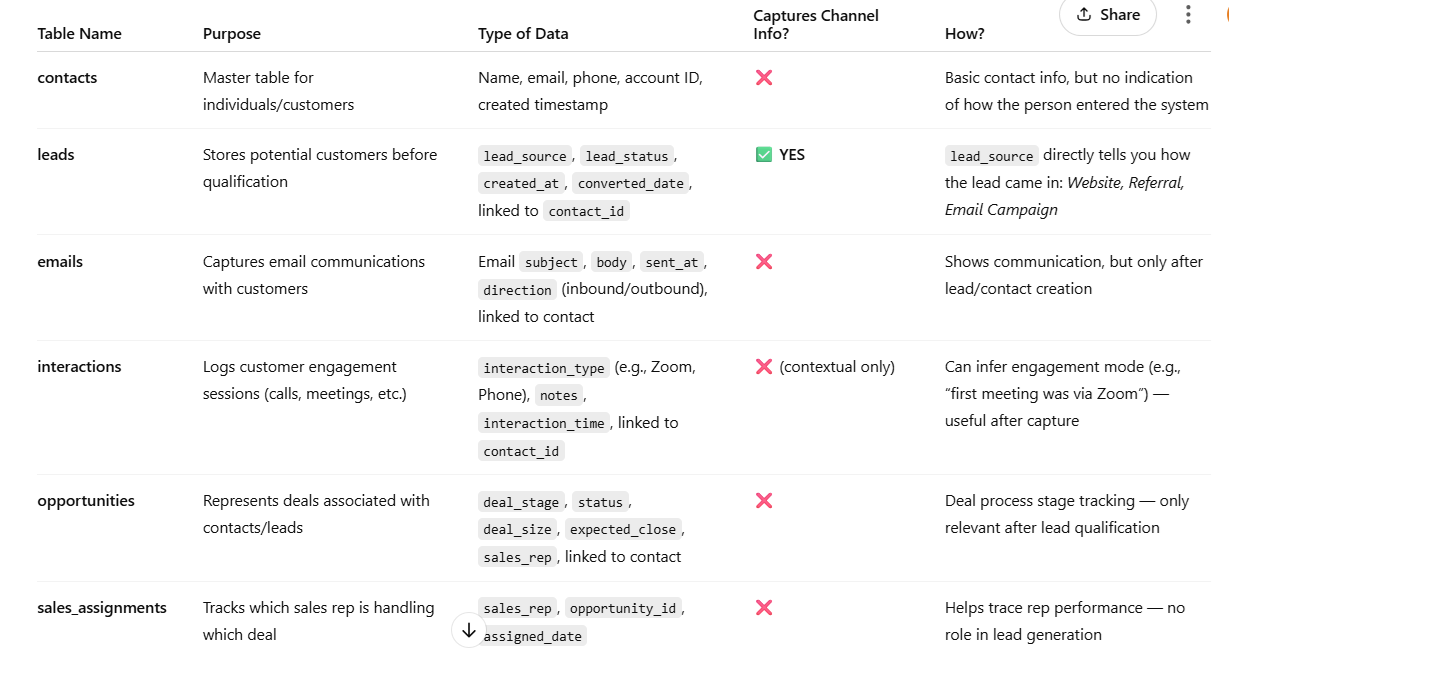 Share
Captures Channel
Table Name Purpose Type of Data Info? How?
contacts Master table for Name, email, phone, account ID, ❌ Basic contact info, but no indication
individuals/customers created timestamp of how the person entered the system
leads Stores potential customers before lead_source, lead_status, ✅ YES lead_source directly tells you how
qualification created_at, converted_date, the lead came in: Website, Referral,
linked to contact_id Email Campaign
emails Captures email communications Email subject, body, sent_at, ❌ Shows communication, but only after
with customers direction (inbound/outbound), lead/contact creation
linked to contact
interactions Logs customer engagement interaction_type (e.g., Zoom, ❌ (contextual only) Can infer engagement mode (e.g.,
sessions (calls, meetings, etc.) Phone), notes, “first meeting was via Zoom”) —
interaction_time, linked to useful after capture
contact_id
opportunities Represents deals associated with deal_stage, status, ❌ Deal process stage tracking — only
contacts/leads deal_size, expected_close, relevant after lead qualification
sales_rep, linked to contact
sales_assignments Tracks which sales rep is handling sales_rep, opportunity_id, ❌ Helps trace rep performance — no
which deal assigned_date role in lead generation